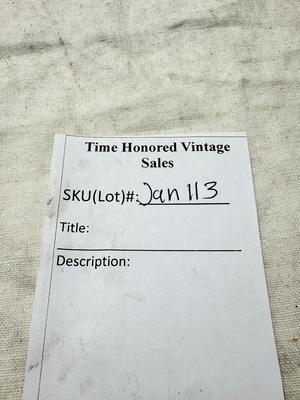 Time Honored Vintage
Sales
SKU(Lot)#: Jan 113
Title:
Description: